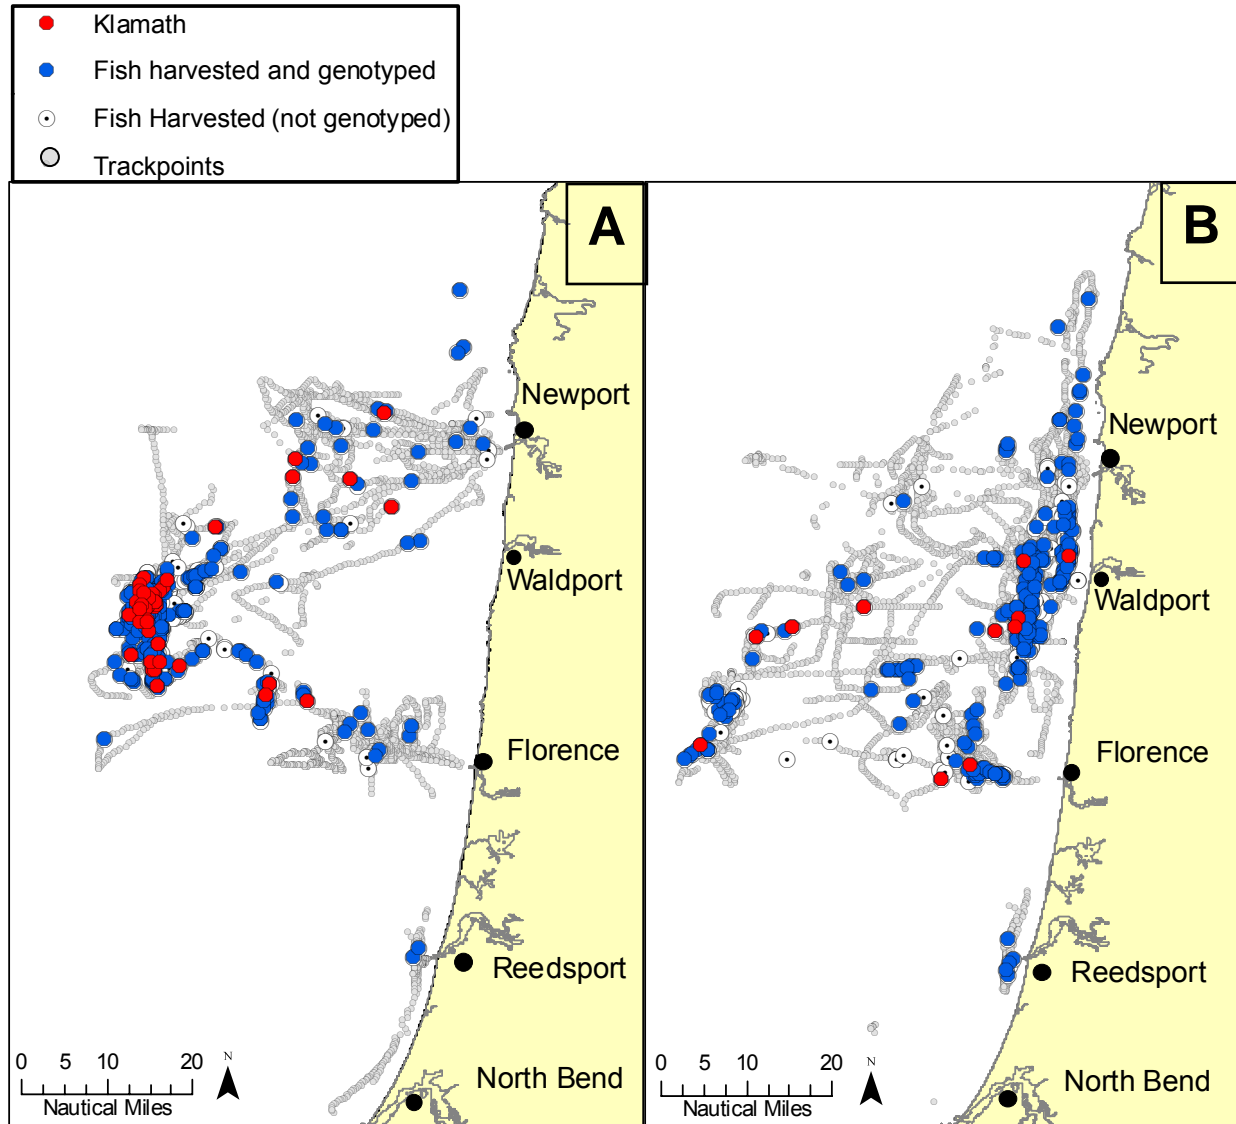 Klamath
Fish harvested and genotyped
Fish Harvested (not genotyped)
Trackpoints
A
Newport
Waldport
Florence
Reedsport
North Bend
0 5 10 20
Nautical Miles
N
B
Newport
Waldport
Florence
Reedsport
North Bend
0 5 10 20
Nautical Miles
N